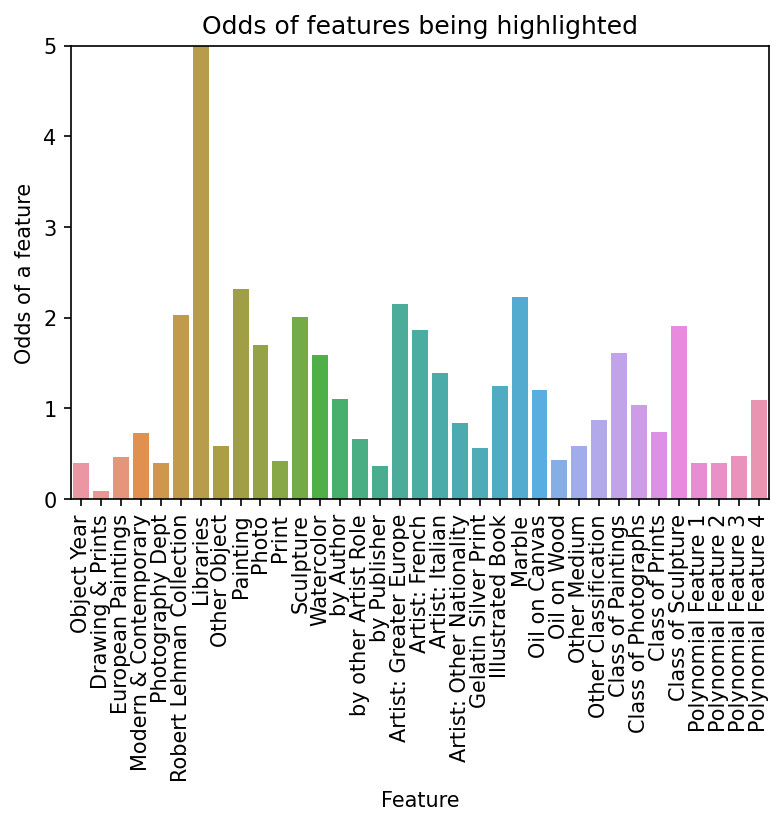 Odds of features being highlighted
Odds of a feature
5
4
3
2
1
0
Object Year
Drawing & Prints
European Paintings
Modern & Contemporary
Photography Dept
Robert Lehman Collection
Libraries
Other Object
Painting
Photo
Print
Sculpture
Watercolor
by Author
by other Artist Role
by Publisher
Artist: Greater Europe
Artist: French
Artist: Italian
Artist: Other Nationality
Gelatin Silver Print
Illustrated Book
Marble
Oil on Canvas
Oil on Wood
Other Medium
Other Classification
Class of Paintings
Class of Photographs
Class of Prints
Class of Sculpture
Polynomial Feature 1
Polynomial Feature 2
Polynomial Feature 3
Polynomial Feature 4
Feature